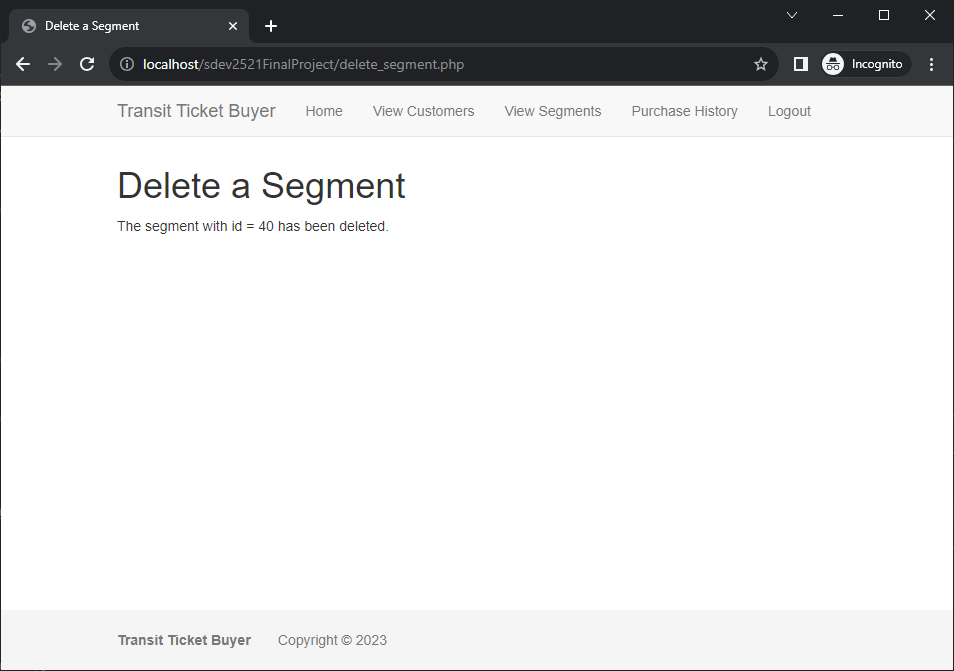 Delete a Segment
localhost/sdev2521FinalProject/delete_segment.php
Incognito
Transit Ticket Buyer Home View Customers View Segments Purchase History Logout
Delete a Segment
The segment with id = 40 has been deleted.
Transit Ticket Buyer Copyright © 2023